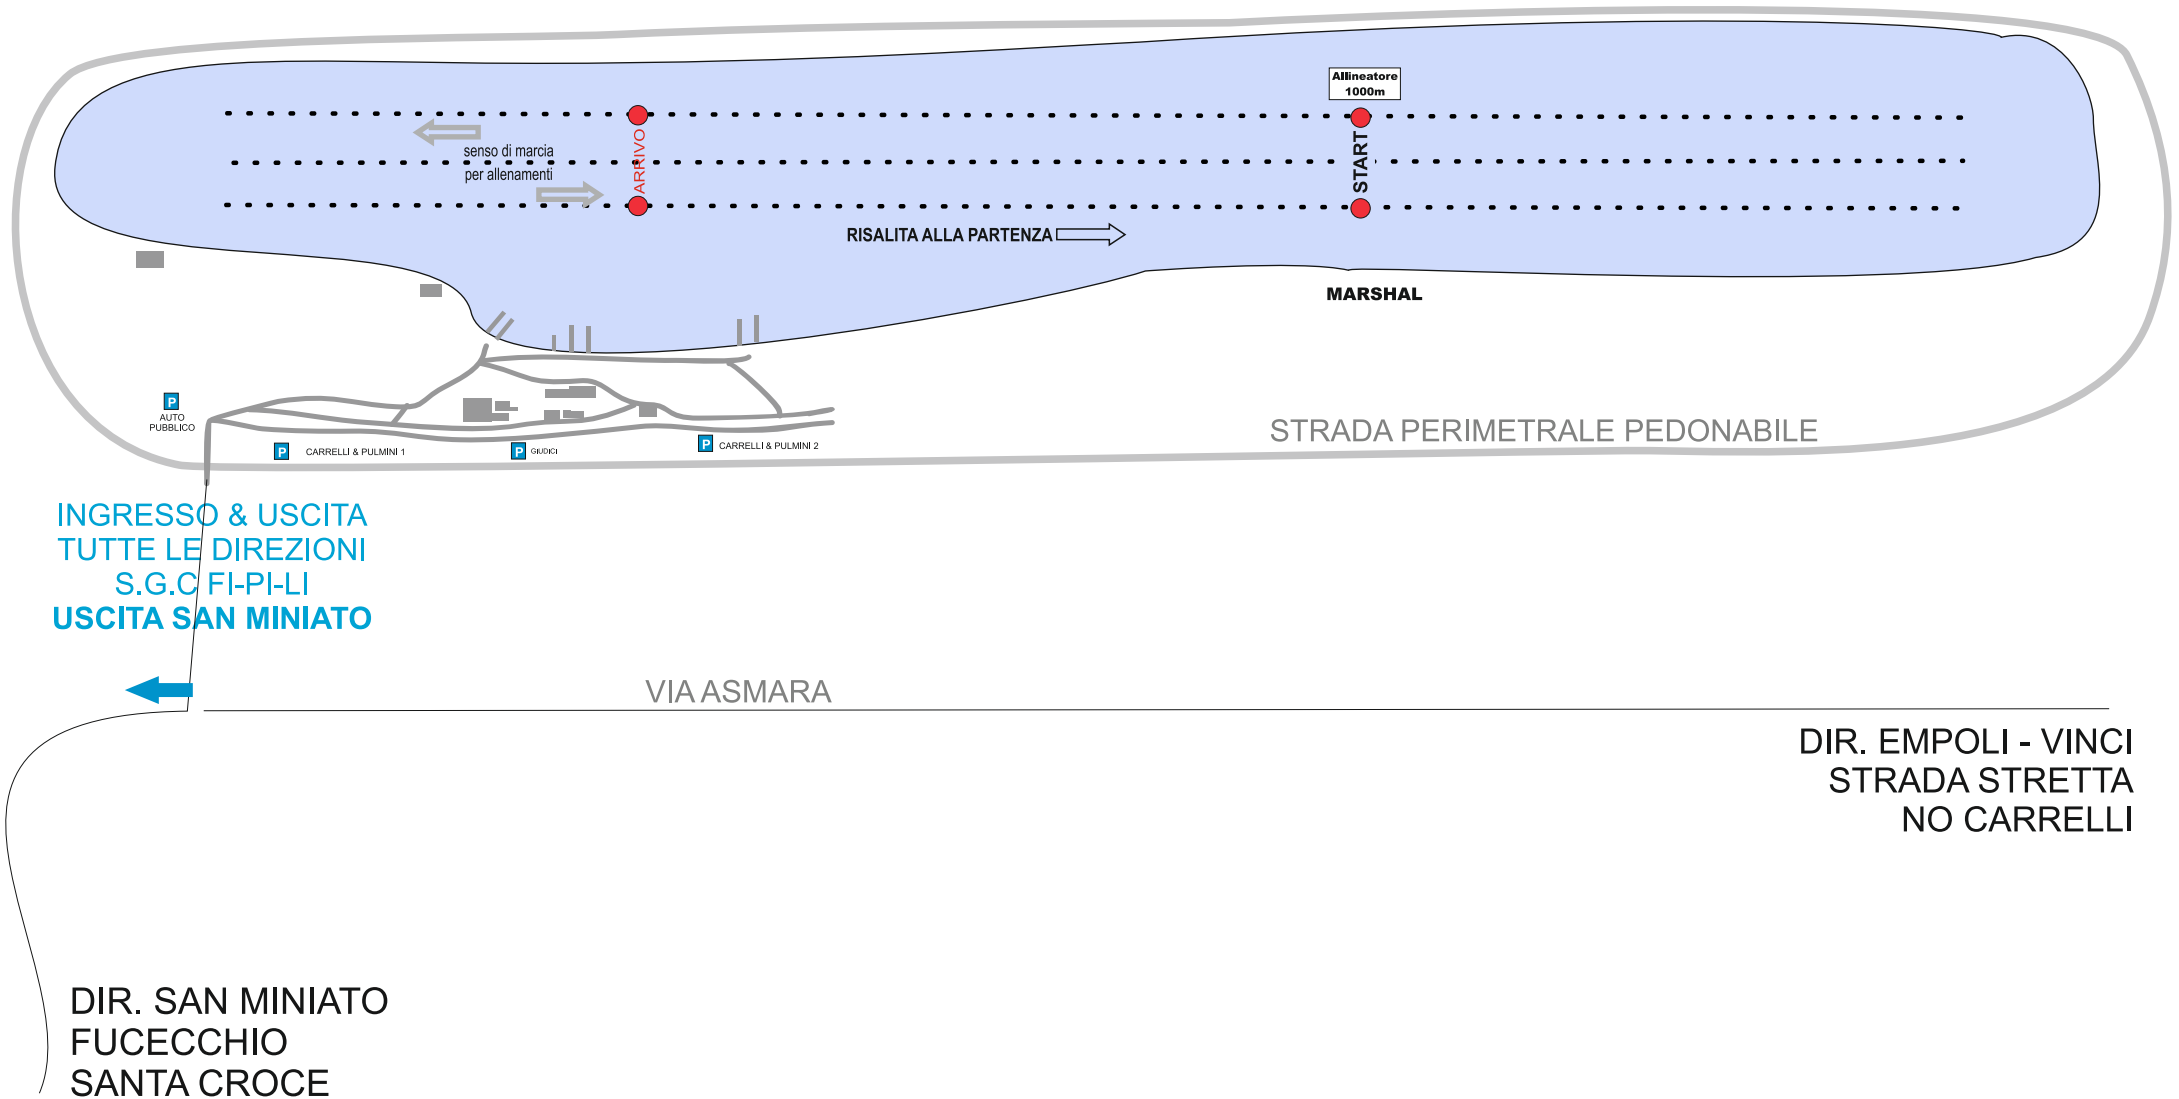 Allineatore
1000m
ARRIVO
START
senso di marcia
per allenamenti
RISALITA ALLA PARTENZA
MARSHAL
P
AUTO
PUBBLICO
P
CARRELLI & PULMINI 1
P
GIUDICI
P
CARRELLI & PULMINI 2
STRADA PERIMETRALE PEDONABILE
INGRESSO & USCITA
TUTTE LE DIREZIONI
S.G.C FI-PI-LI
USCITA SAN MINIATO
VIA ASMARA
DIR. EMPOLI - VINCI
STRADA STRETTA
NO CARRELLI
DIR. SAN MINIATO
FUCECCHIO
SANTA CROCE